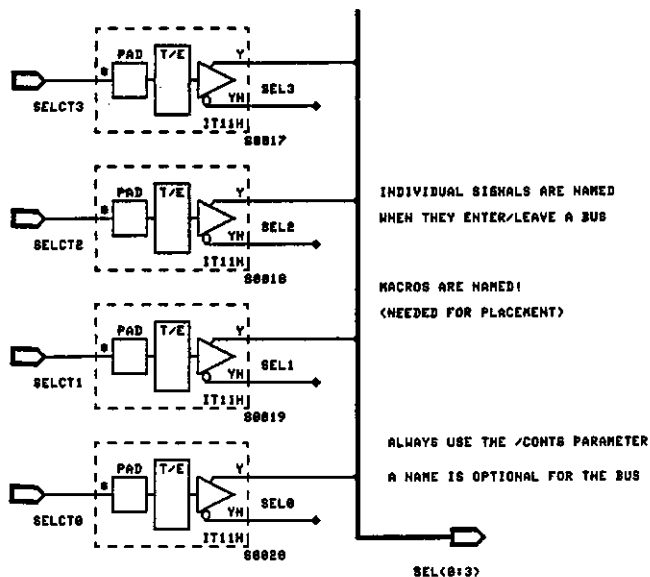 Y
PAD T/E
* YN SEL3
SELCT3
IT11H
S0017
Y
PAD T/E
* YN SEL2
SELCT2
IT11H
S0018
INDIVIDUAL SIGNALS ARE NAMED
WHEN THEY ENTER/LEAVE A BUS
MACROS ARE NAMED!
(NEEDED FOR PLACEMENT)
Y
PAD T/E
* YN SEL1
SELCT1
IT11H
S0019
Y
PAD T/E
* YN SEL0
SELCT0
IT11H
S0020
ALWAYS USE THE /CONTS PARAMETER
A NAME IS OPTIONAL FOR THE BUS
SEL(0:3)